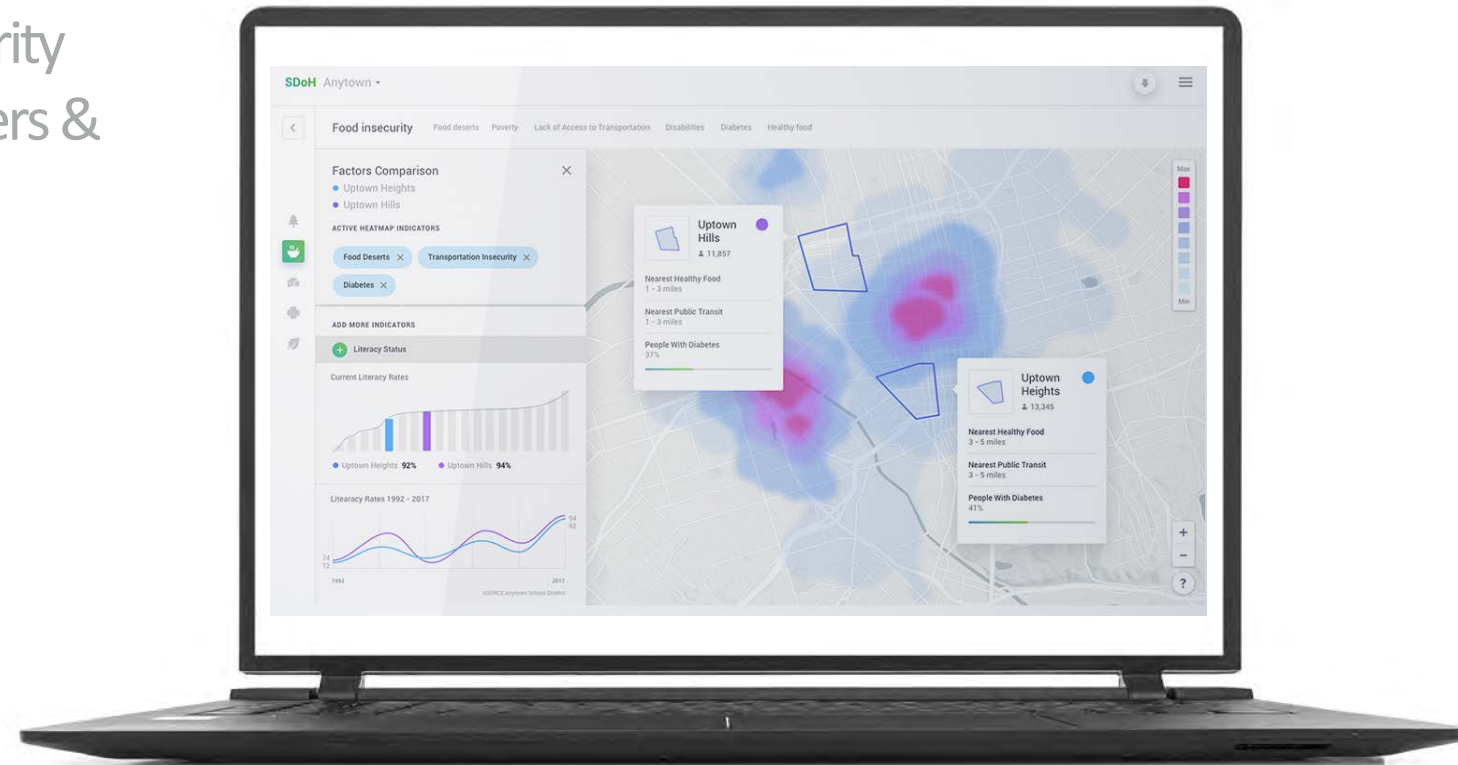 rity
ers &
SDoH Anytown
Food insecurity Food deserts Poverty Lack of Access to Transportation Disabilities Diabetes Healthy food
Factors Comparison
Uptown Heights
Uptown Hills
ACTIVE HEATMAP INDICATORS
Food Deserts X Transportation Insecurity X
Diabetes X
ADD MORE INDICATORS
+ Literacy Status
Current Literacy Rates
Uptown Heights 92% Uptown Hills 94%
Litearacy Rates 1992 - 2017
94
92
74
72
1992 2017
SOURCE Anytown School District
Uptown
Hills
11,857
Nearest Healthy Food
1 - 3 miles
Nearest Public Transit
1 - 3 miles
People With Diabetes
37%
Uptown
Heights
13,345
Nearest Healthy Food
3 - 5 miles
Nearest Public Transit
3 - 5 miles
People With Diabetes
41%
Max
Min
+
-
?